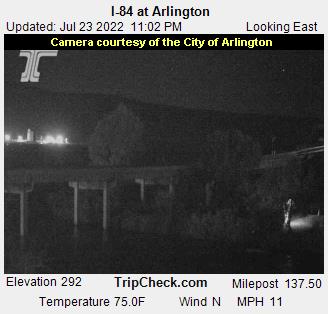 I-84 at Arlington
Updated: Jul 23 2022 11:02 PM Looking East
Camera courtesy of the City of Arlington
Elevation 292 TripCheck.com Milepost 137.50
Temperature 75.0F Wind N MPH 11